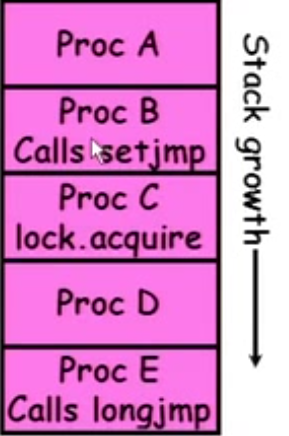 Proc A
Proc B
Calls setjmp
Proc C
lock.acquire
Proc D
Proc E
Calls longjmp
Stack growth